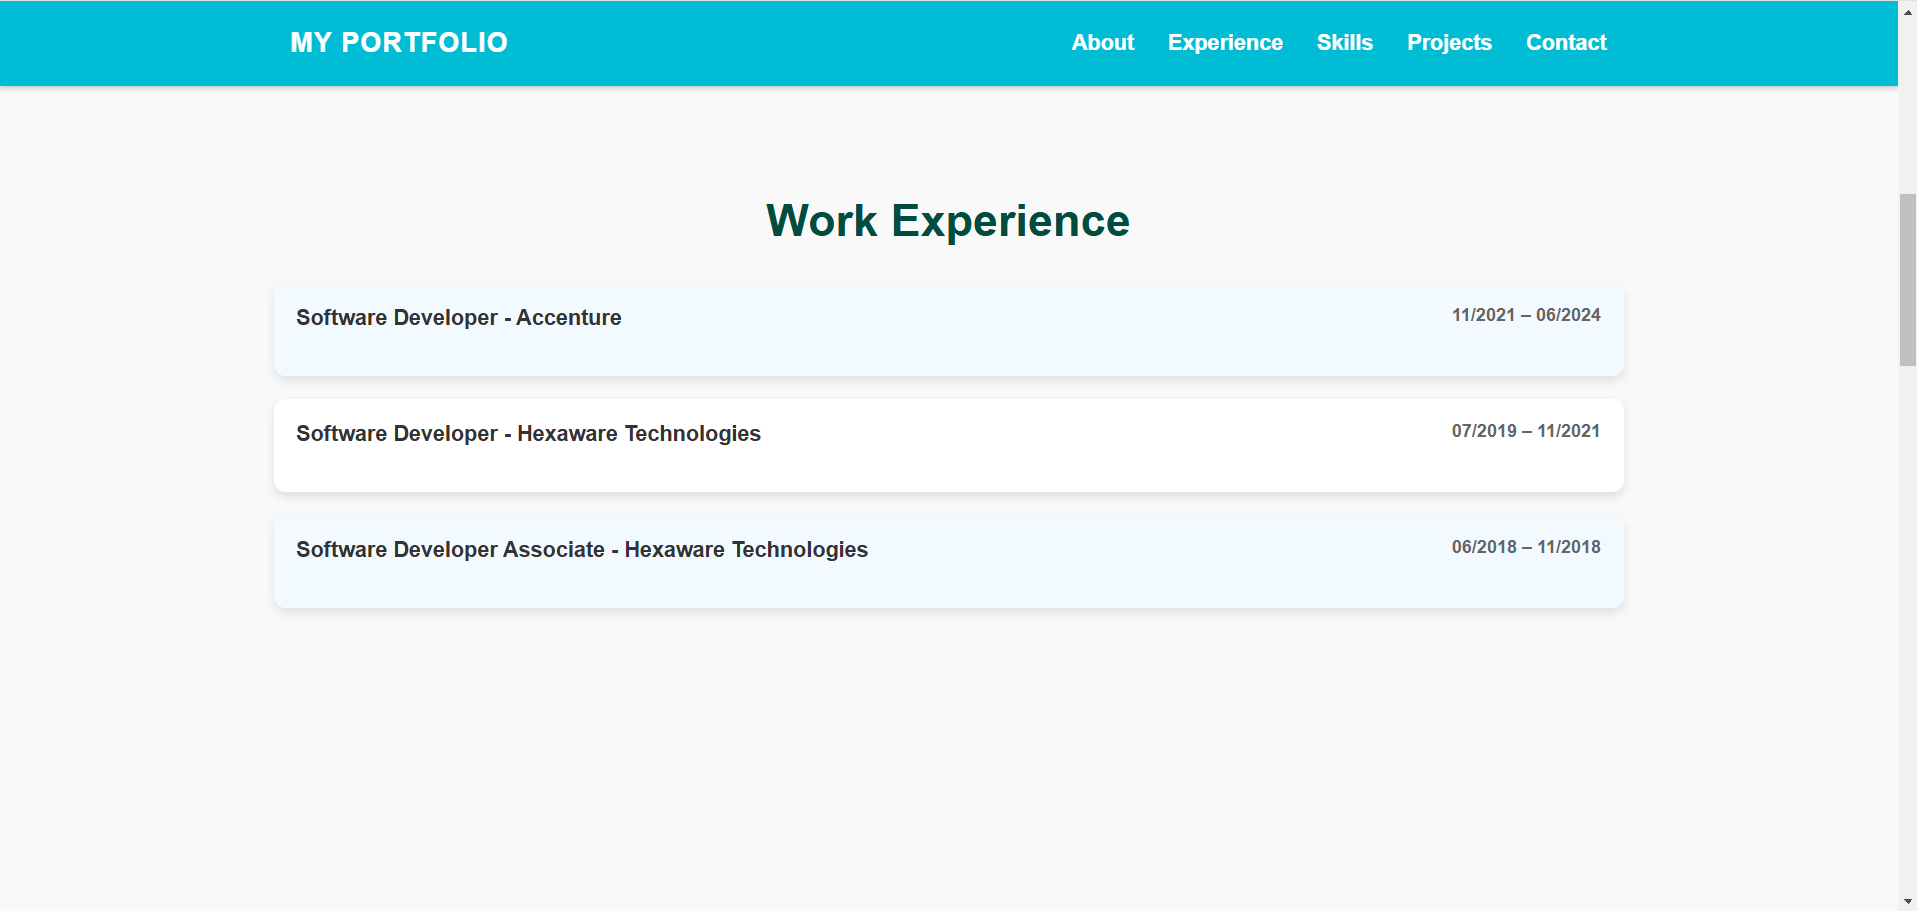 MY PORTFOLIO
About Experience Skills Projects Contact
Work Experience
Software Developer - Accenture
11/2021 – 06/2024
Software Developer - Hexaware Technologies
07/2019 – 11/2021
Software Developer Associate - Hexaware Technologies
06/2018 – 11/2018